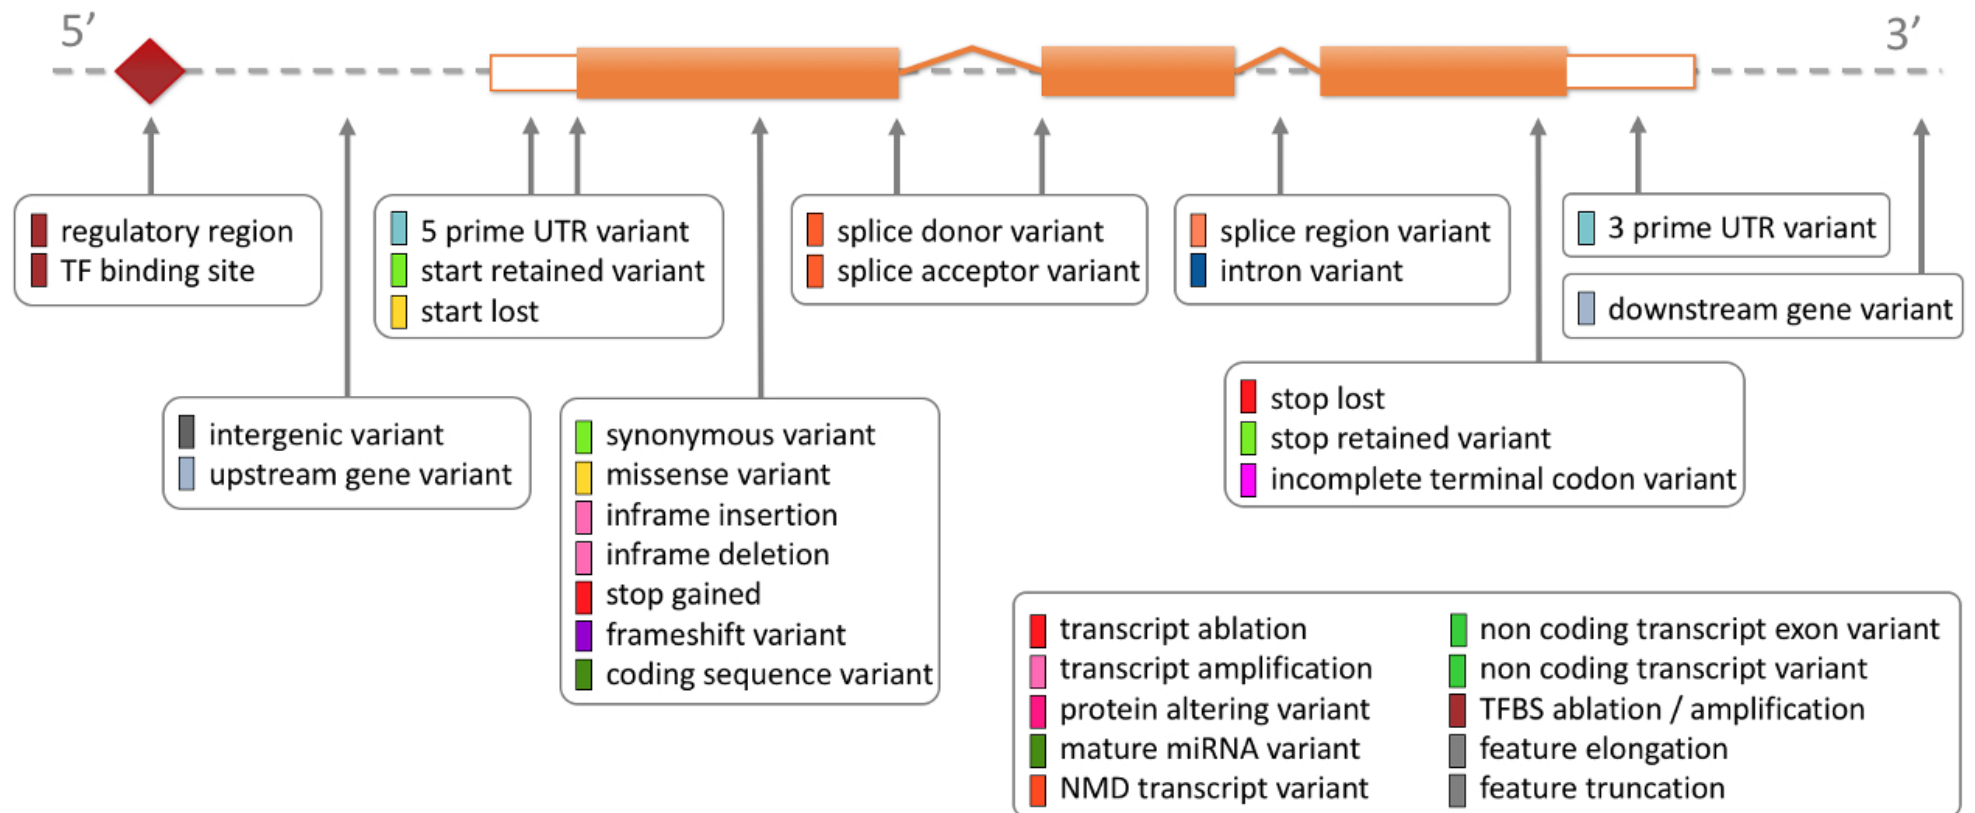 5′
3′
regulatory region
TF binding site
5 prime UTR variant
start retained variant
start lost
splice donor variant
splice acceptor variant
splice region variant
intron variant
3 prime UTR variant
downstream gene variant
intergenic variant
upstream gene variant
synonymous variant
missense variant
inframe insertion
inframe deletion
stop gained
frameshift variant
coding sequence variant
stop lost
stop retained variant
incomplete terminal codon variant
transcript ablation
transcript amplification
protein altering variant
mature miRNA variant
NMD transcript variant
non coding transcript exon variant
non coding transcript variant
TFBS ablation / amplification
feature elongation
feature truncation